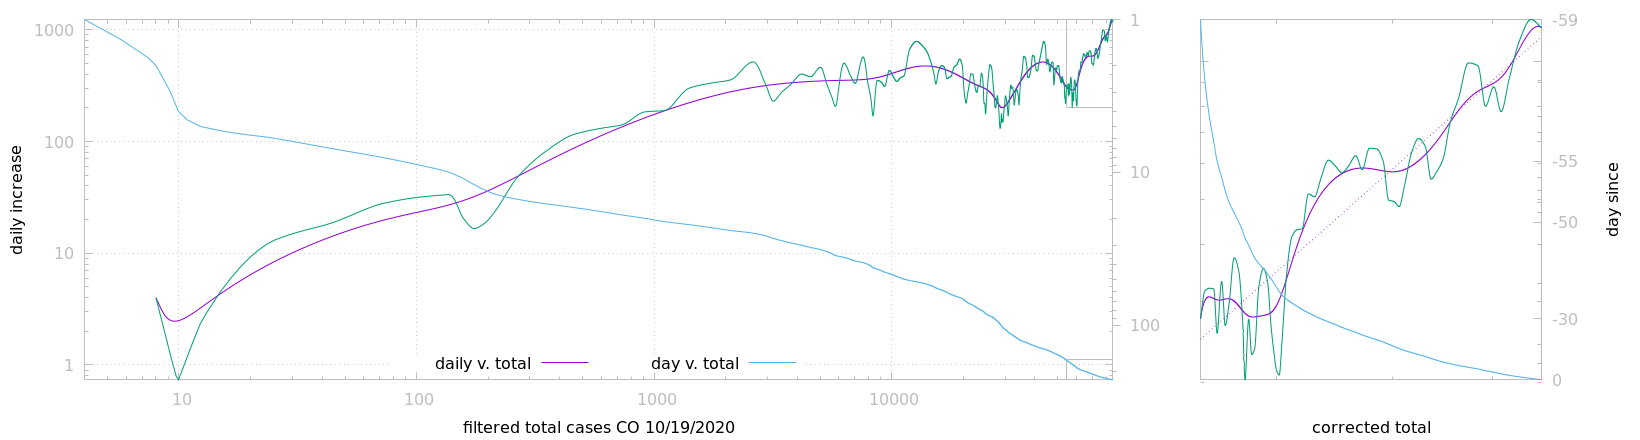 1000
100
10
1
daily increase
daily v. total
day v. total
10
100
1000
10000
filtered total cases CO 10/19/2020
1
10
100
-59
-55
-50
-30
0
day since
corrected total